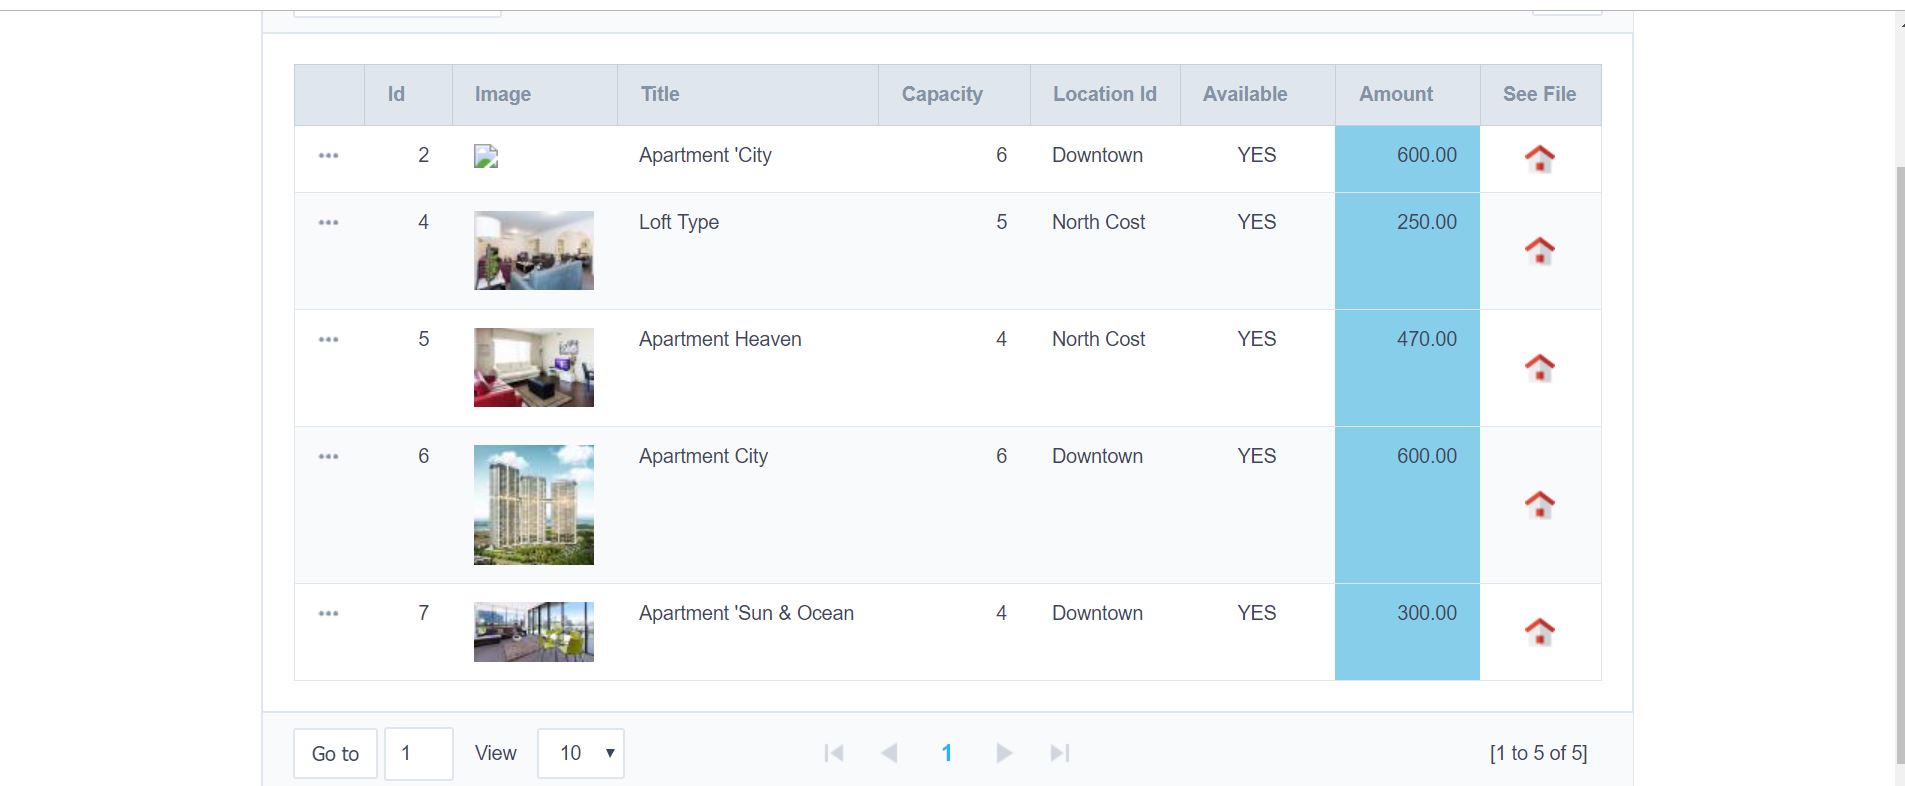 Id Image Title Capacity Location Id Available Amount See File
2 Apartment 'City 6 Downtown YES 600.00
4 Loft Type 5 North Cost YES 250.00
5 Apartment Heaven 4 North Cost YES 470.00
6 Apartment City 6 Downtown YES 600.00
7 Apartment 'Sun & Ocean 4 Downtown YES 300.00
Go to 1 View 10 1 [1 to 5 of 5]